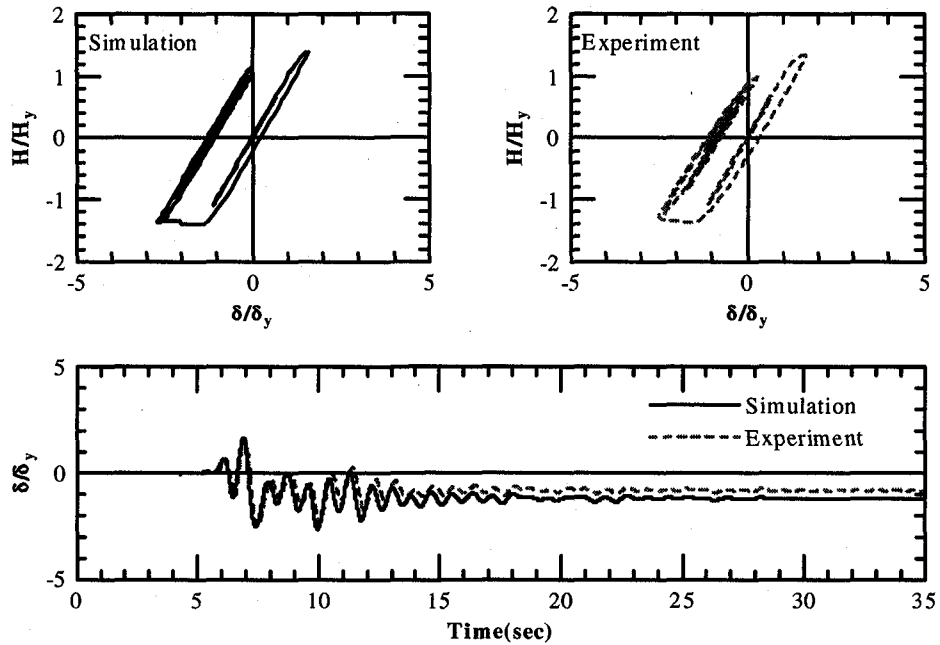 Simulation
2
1
0
-1
-2
H/Hy
-5 0 5
δ/δy
Experiment
2
1
0
-1
-2
H/Hy
-5 0 5
δ/δy
5
0
-5
δ/δy
Simulation
Experiment
0 5 10 15 20 25 30 35
Time(sec)